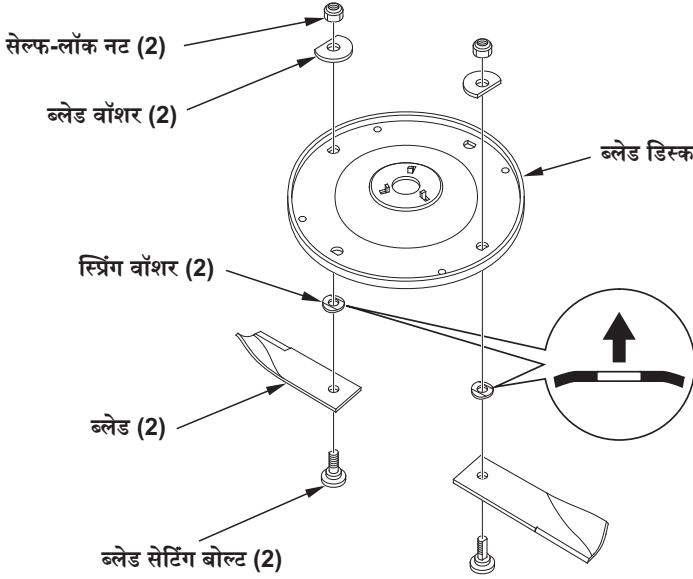 सेल्फ-लॉक नट (2)
ब्लेड वॉशर (2)
ब्लेड डिस्क
स्प्रिंग वॉशर (2)
ब्लेड (2)
ब्लेड सेटिंग बोल्ट (2)